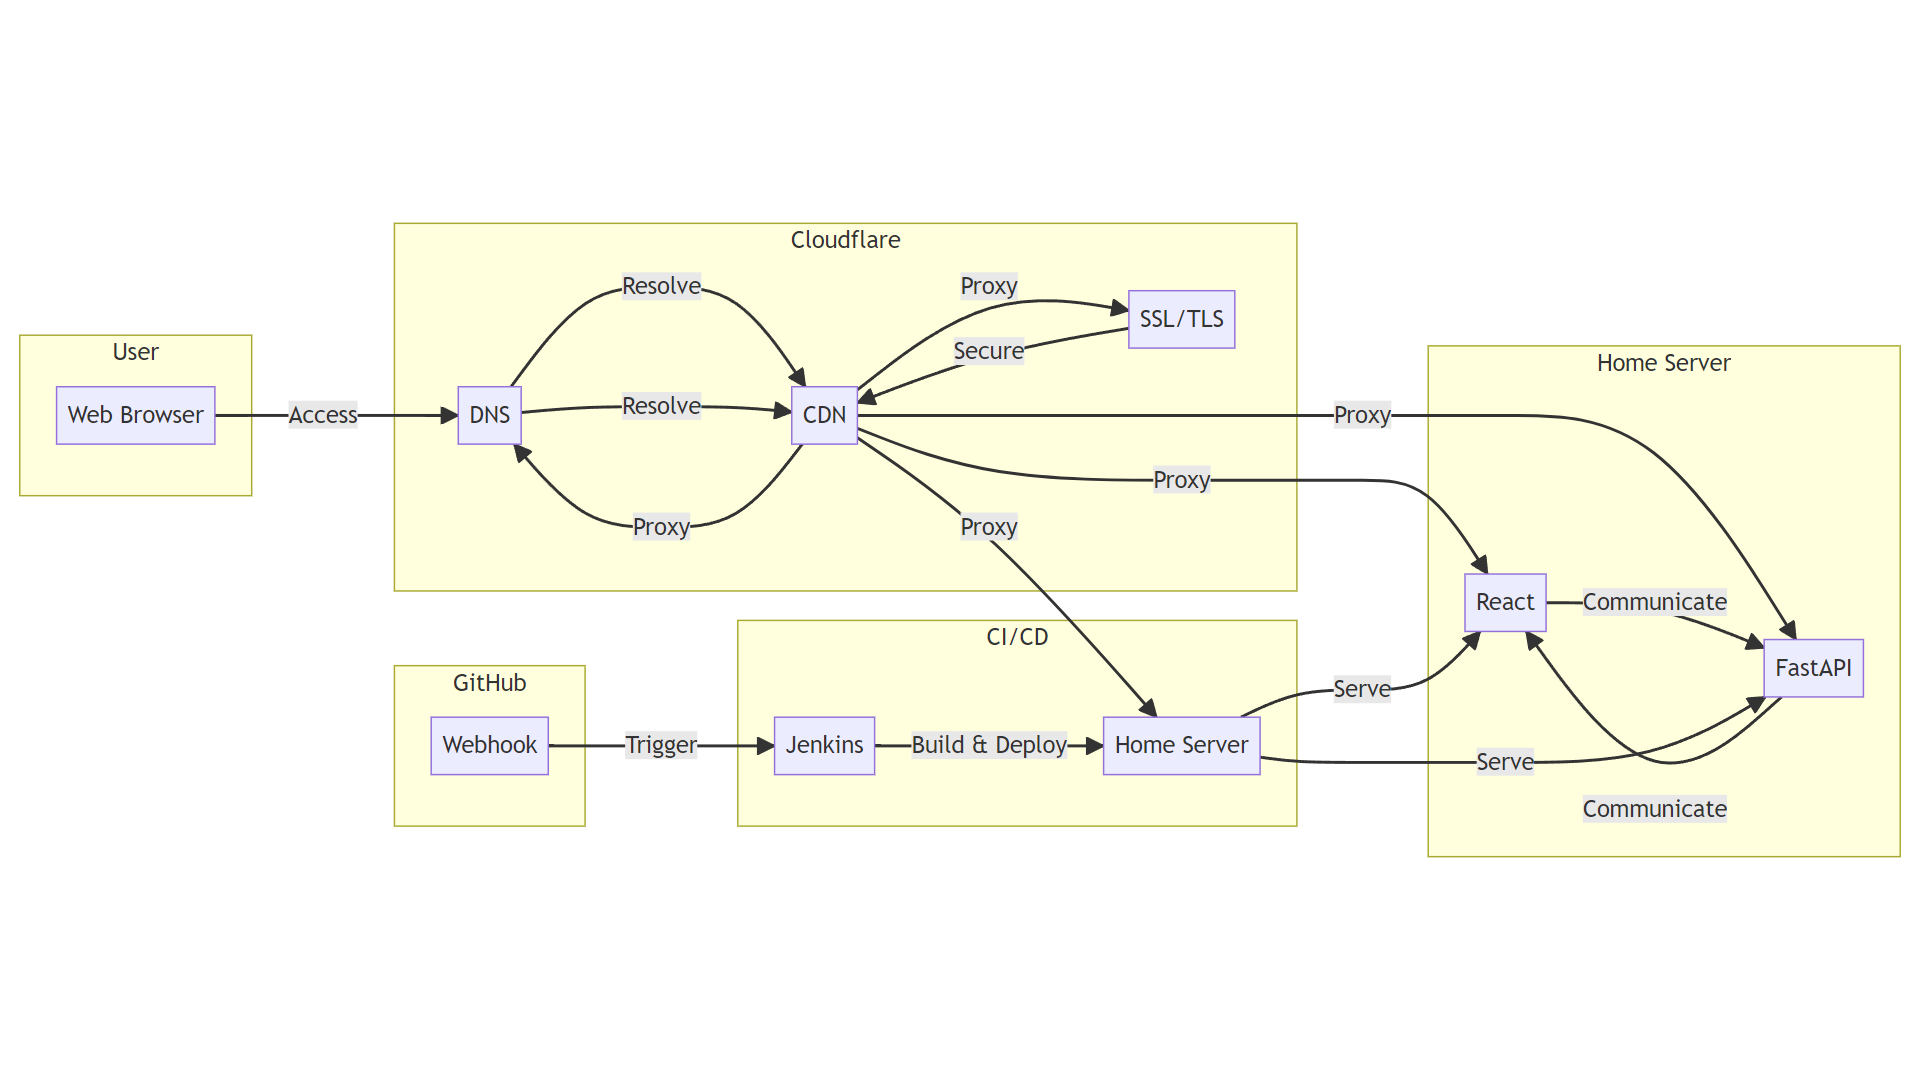 User
Web Browser
Access
Cloudflare
DNS
Resolve
Resolve
Proxy
CDN
Proxy
Secure
SSL/TLS
Proxy
Proxy
Proxy
GitHub
Webhook
Trigger
CI/CD
Jenkins
Build & Deploy
Home Server
Serve
Serve
Home Server
React
Communicate
FastAPI
Communicate